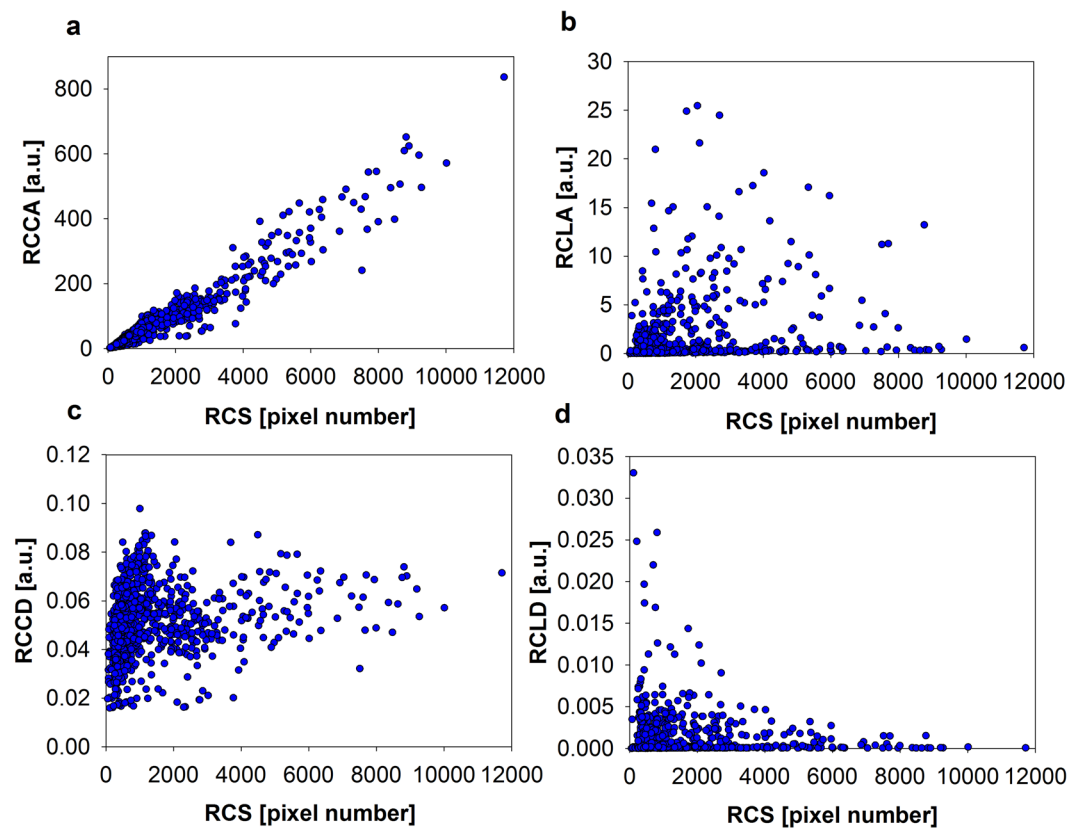 a
RCCA [a.u.]
800
600
400
200
0
0 2000 4000 6000 8000 10000 12000
RCS [pixel number]
b
RCLA [a.u.]
30
25
20
15
10
5
0
0 2000 4000 6000 8000 10000 12000
RCS [pixel number]
c
RCCD [a.u.]
0.12
0.10
0.08
0.06
0.04
0.02
0.00
0 2000 4000 6000 8000 10000 12000
RCS [pixel number]
d
RCLD [a.u.]
0.035
0.030
0.025
0.020
0.015
0.010
0.005
0.000
0 2000 4000 6000 8000 10000 12000
RCS [pixel number]